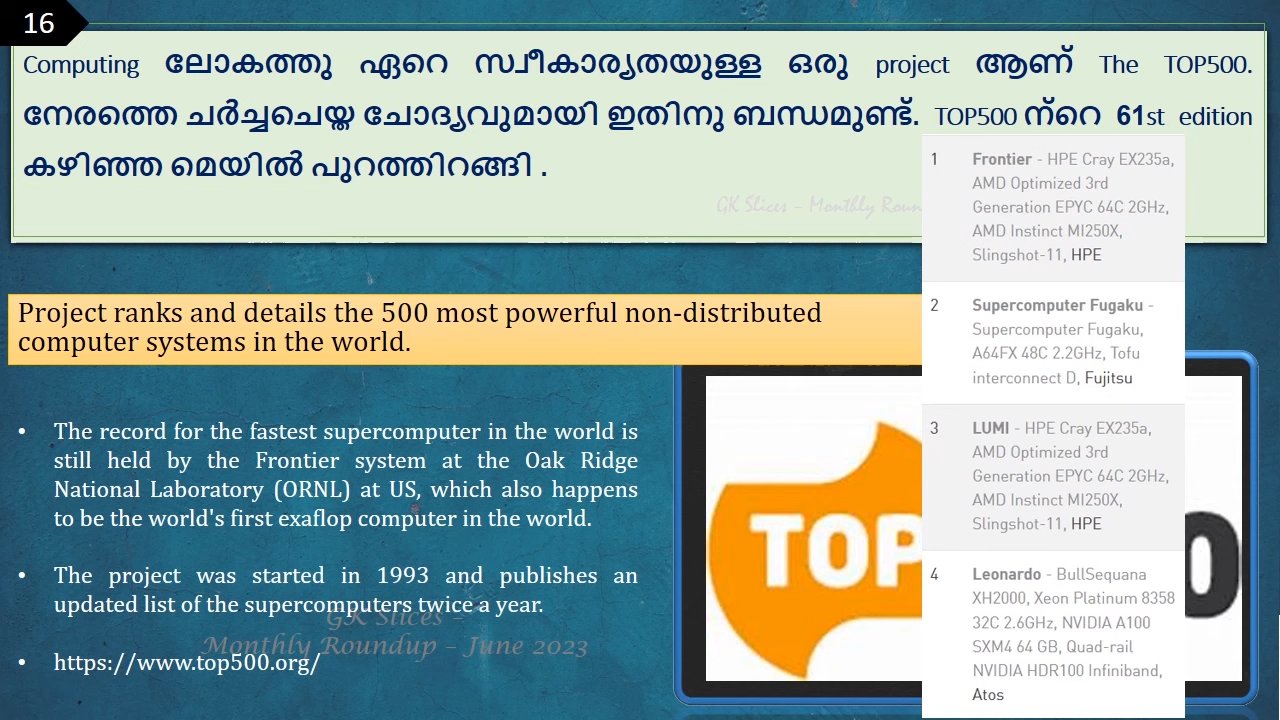 16
Computing ലോകത്തു ഏറെ സ്വീകാര്യതയുള്ള ഒരു project ആണ് The TOP500.
നേരത്തെ ചർച്ചചെയ്ത ചോദ്യവുമായി ഇതിനു ബന്ധമുണ്ട്. TOP500 ന്റെ 61st edition
കഴിഞ്ഞ മെയിൽ പുറത്തിറങ്ങി .
GK Slices – Monthly Roun
Project ranks and details the 500 most powerful non-distributed
computer systems in the world.
• The record for the fastest supercomputer in the world is
still held by the Frontier system at the Oak Ridge
National Laboratory (ORNL) at US, which also happens
to be the world's first exaflop computer in the world.
• The project was started in 1993 and publishes an
updated list of the supercomputers twice a year.
GK Slices –
Monthly Roundup – June 2023
• https://www.top500.org/
TOP 0
1 Frontier - HPE Cray EX235a,
AMD Optimized 3rd
Generation EPYC 64C 2GHz,
AMD Instinct MI250X,
Slingshot-11, HPE
2 Supercomputer Fugaku -
Supercomputer Fugaku,
A64FX 48C 2.2GHz, Tofu
interconnect D, Fujitsu
3 LUMI - HPE Cray EX235a,
AMD Optimized 3rd
Generation EPYC 64C 2GHz,
AMD Instinct MI250X,
Slingshot-11, HPE
4 Leonardo - BullSequana
XH2000, Xeon Platinum 8358
32C 2.6GHz, NVIDIA A100
SXM4 64 GB, Quad-rail
NVIDIA HDR100 Infiniband,
Atos